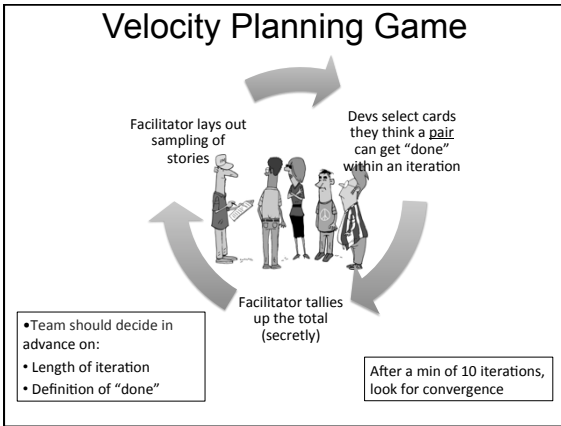 Velocity Planning Game
Facilitator lays out
sampling of
stories
Devs select cards
they think a pair
can get “done”
within an iteration
Facilitator tallies
up the total
(secretly)
•Team should decide in
advance on:
• Length of iteration
• Definition of “done”
After a min of 10 iterations,
look for convergence